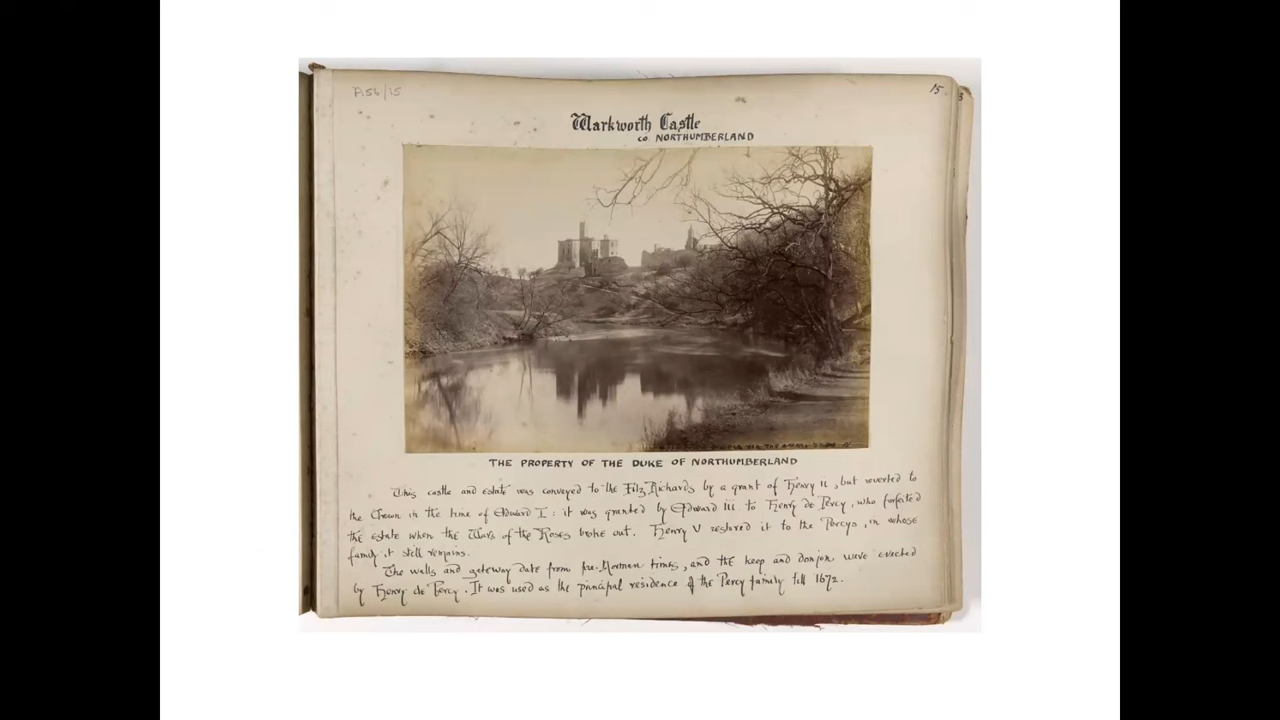 P.54/15
15.
Warkworth Castle
co NORTHUMBERLAND
THE PROPERTY OF THE DUKE OF NORTHUMBERLAND
This castle and estate was conveyed to the Fitz Richards by a grant of Henry II, but reverted to
the Crown in the time of Edward I: it was granted by Edward III. to Henry de Percy, who forfeited
the estate when the Wars of the Roses broke out. Henry V restored it to the Percys, in whose
family it still remains.
The walls and gateway date from pre-Norman times, and the keep and donjon were erected
by Henry de Percy. It was used as the principal residence of the Percy family till 1672.